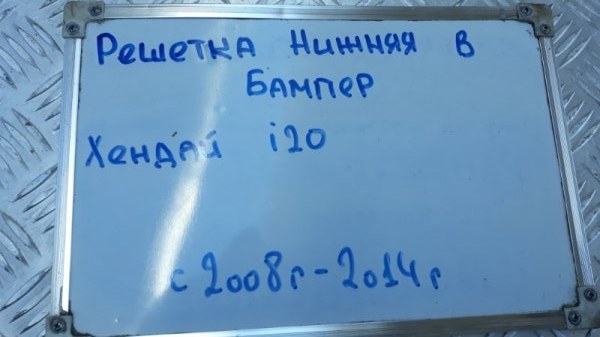 Решетка Нижняя в
Бампер
Хендай i20
с 2008г-2014г